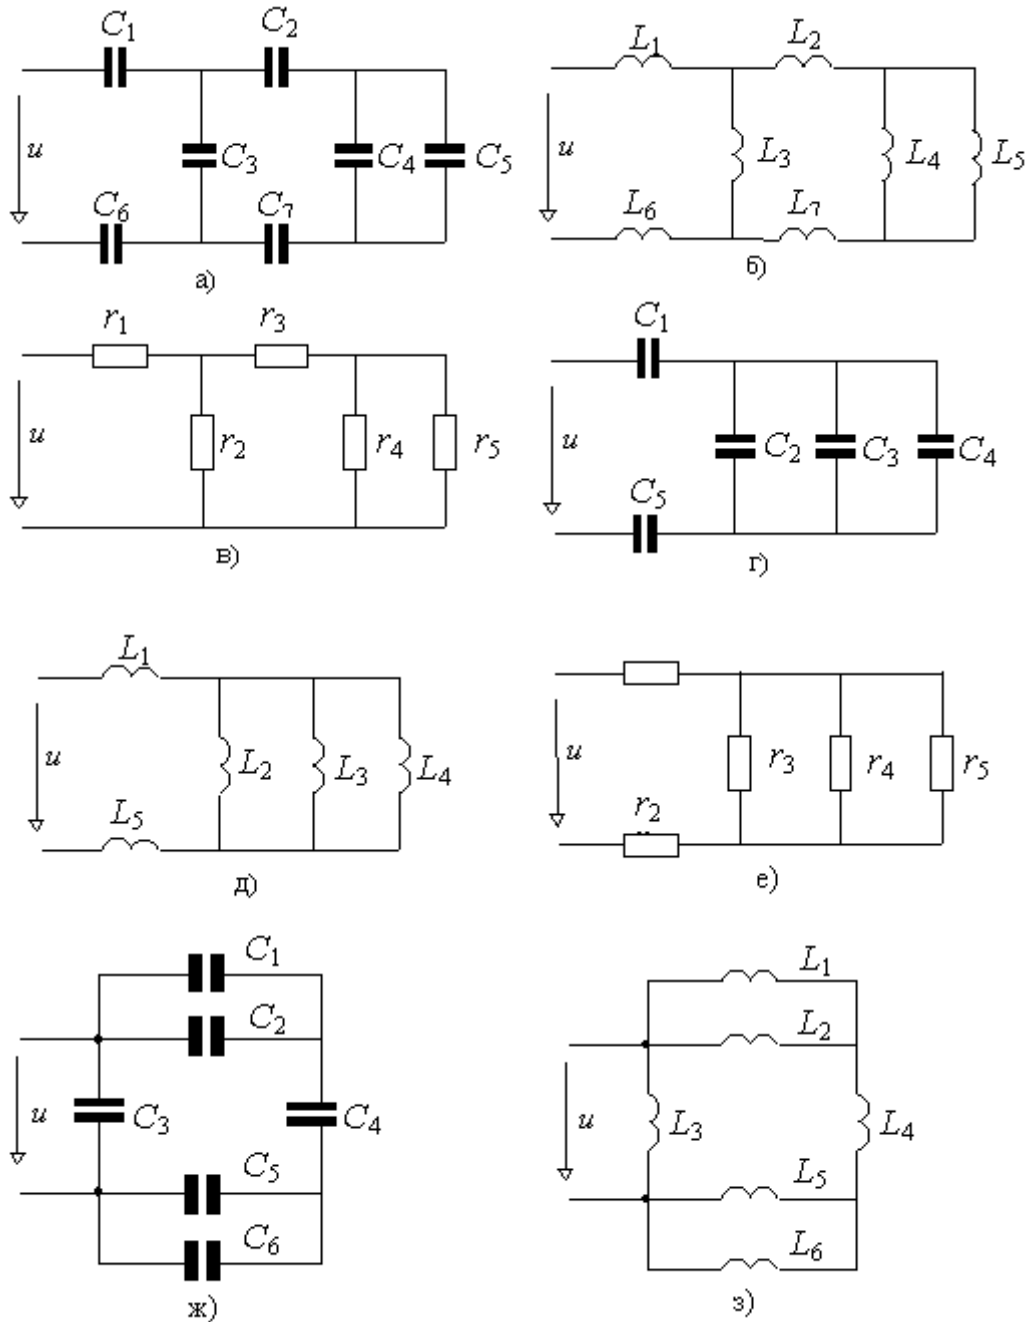 C₁ C₂ L₁ L₂
u C₃ C₄ C₅ u L₃ L₄ L₅
C₆ C₇ L₆ L₇
а) б)
r₁ r₃ C₁
u r₂ r₄ r₅ u C₂ C₃ C₄
C₅
в) г)
L₁
u L₂ L₃ L₄ u r₃ r₄ r₅
L₅ r₂
д) е)
C₁ L₁
C₂ L₂
u C₃ C₄ u L₃ L₄
C₅ L₅
C₆ L₆
ж) з)